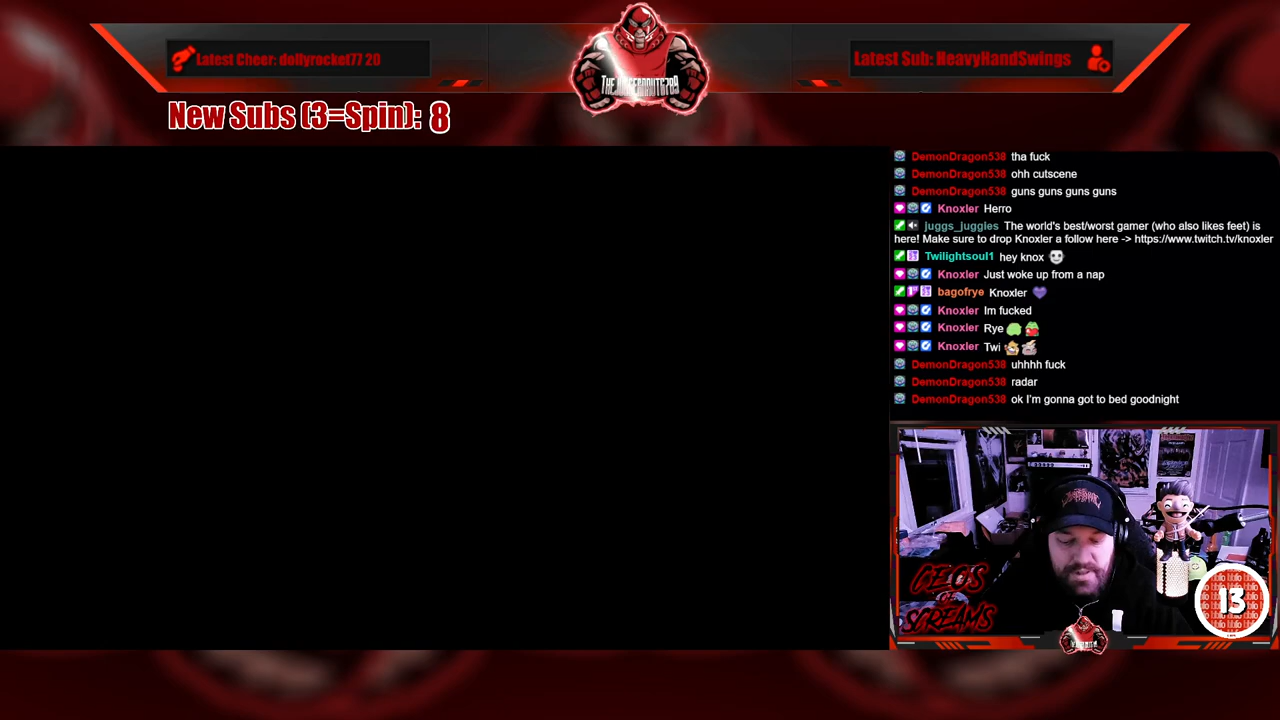 Latest Cheer: dollyrocket77 20
THEJUGGERNAUT6789
Latest Sub: HeavyHandSwings
New Subs (3=Spin): 8
DemonDragon538 tha fuck
DemonDragon538 ohh cutscene
DemonDragon538 guns guns guns guns
Knoxler Herro
juggs_juggles The world's best/worst gamer (who also likes feet) is
here! Make sure to drop Knoxler a follow here -> https://www.twitch.tv/knoxler
Twilightsoul1 hey knox
Knoxler Just woke up from a nap
bagofrye Knoxler
Knoxler Im fucked
Knoxler Rye
Knoxler Twi
DemonDragon538 uhhhh fuck
DemonDragon538 radar
DemonDragon538 ok I'm gonna got to bed goodnight
CEO'S
OF
SCREAMS
13